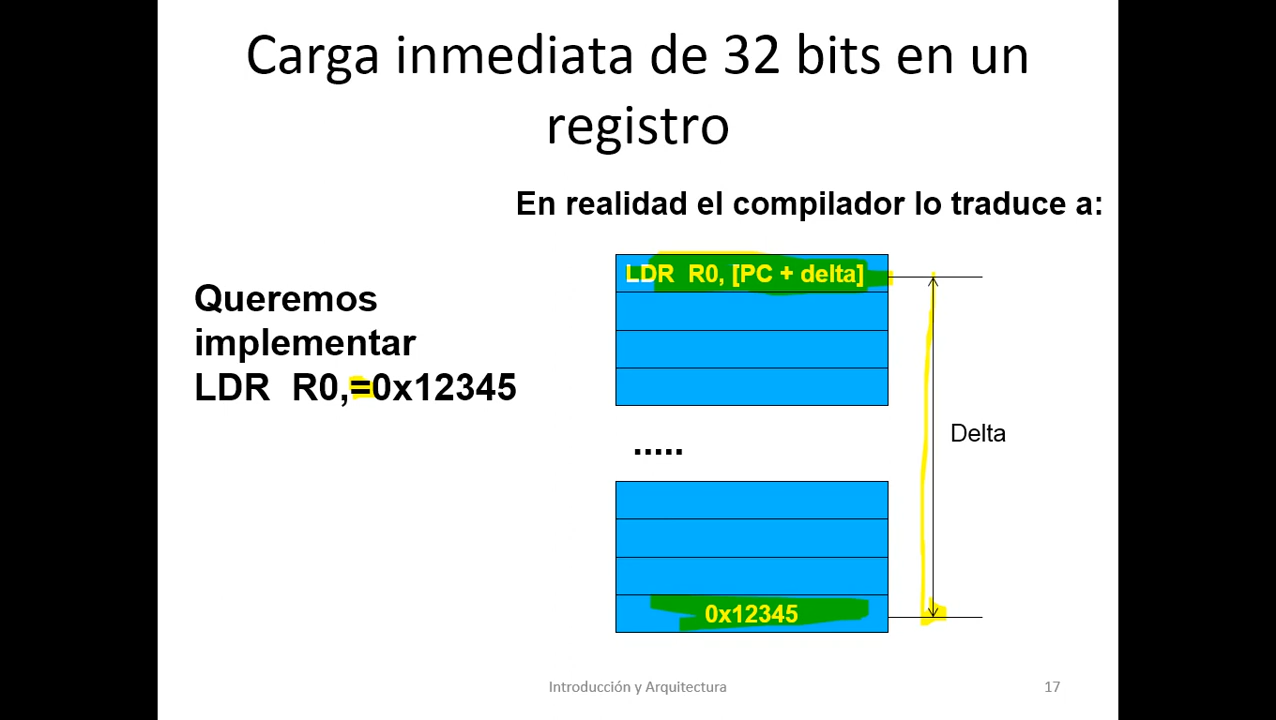 Carga inmediata de 32 bits en un
registro
En realidad el compilador lo traduce a:
Queremos
implementar
LDR R0,=0x12345
LDR R0, [PC + delta]
.....
Delta
0x12345
Introducción y Arquitectura
17